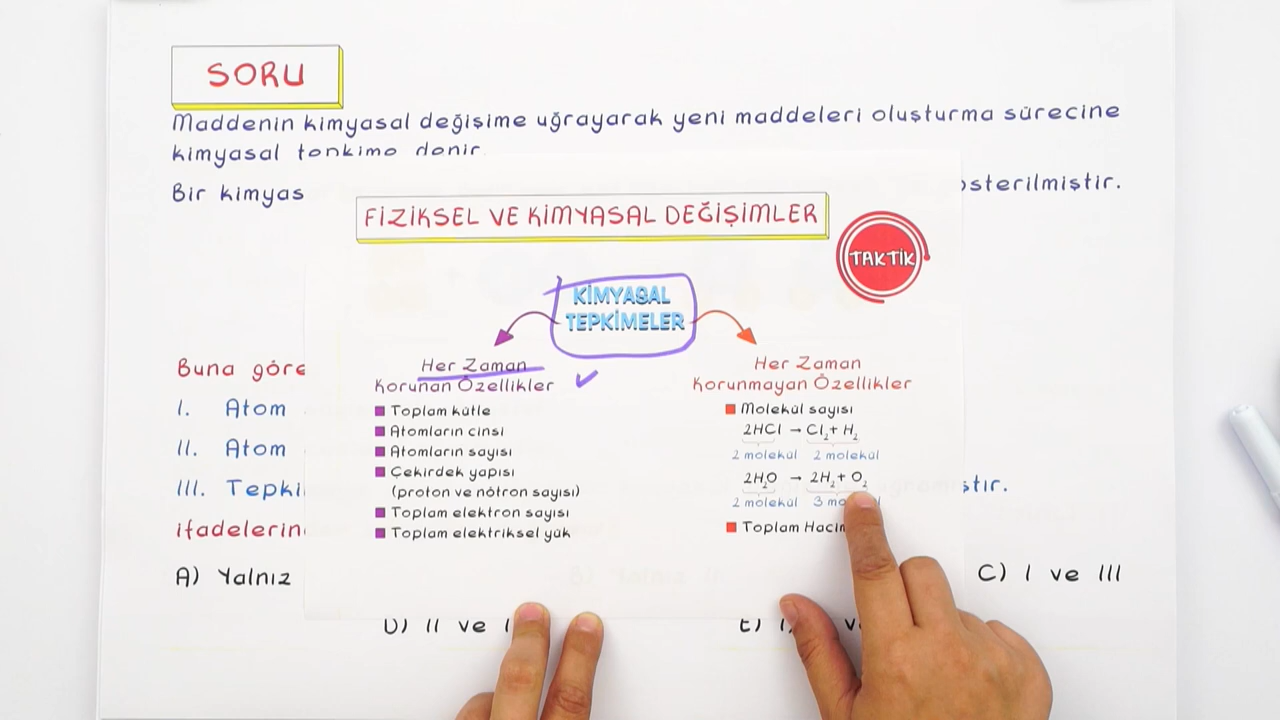 SORU
Maddenin kimyasal değişime uğrayarak yeni maddeleri oluşturma sürecine
kimyasal tepkime denir.
Bir kimyas
österilmiştir.
FİZİKSEL VE KİMYASAL DEĞİŞİMLER
TAKTİK
KİMYASAL
TEPKİMELER
Her Zaman
Korunan Özellikler
Toplam kütle
Atomların cinsi
Atomların sayısı
Çekirdek yapısı
(proton ve nötron sayısı)
Toplam elektron sayısı
Toplam elektriksel yük
Her Zaman
Korunmayan Özellikler
Molekül sayısı
2HCl → Cl₂ + H₂
2 molekül 2 molekül
2H₂O → 2H₂ + O₂
2 molekül 3 mo
Toplam Hacim
Buna göre
I. Atom
II. Atom
III. Tepki
ştir.
ifadelerin
A) Yalnız
C) I ve III
D) II ve I
E) I,